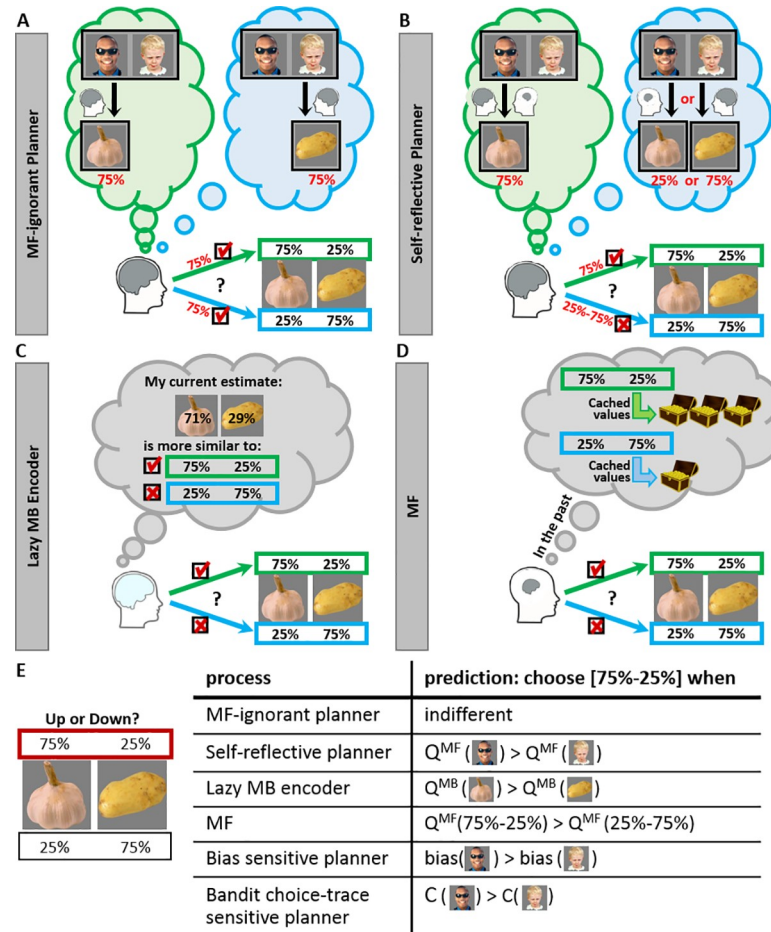 A
MF-ignorant Planner
75%
75%
75%
75%
?
75% 25%
25% 75%
B
Self-reflective Planner
or
75%
25% or 75%
75%
25%-75%
?
75% 25%
25% 75%
C
Lazy MB Encoder
My current estimate:
71% 29%
is more similar to:
75% 25%
25% 75%
?
75% 25%
25% 75%
D
MF
75% 25%
Cached
values
25% 75%
Cached
values
In the past
?
75% 25%
25% 75%
E
Up or Down?
75% 25%
25% 75%
process prediction: choose [75%-25%] when
MF-ignorant planner indifferent
Self-reflective planner Q^MF ( ) > Q^MF ( )
Lazy MB encoder Q^MB ( ) > Q^MB ( )
MF Q^MF(75%-25%) > Q^MF(25%-75%)
Bias sensitive planner bias( ) > bias ( )
Bandit choice-trace C ( ) > C( )
sensitive planner